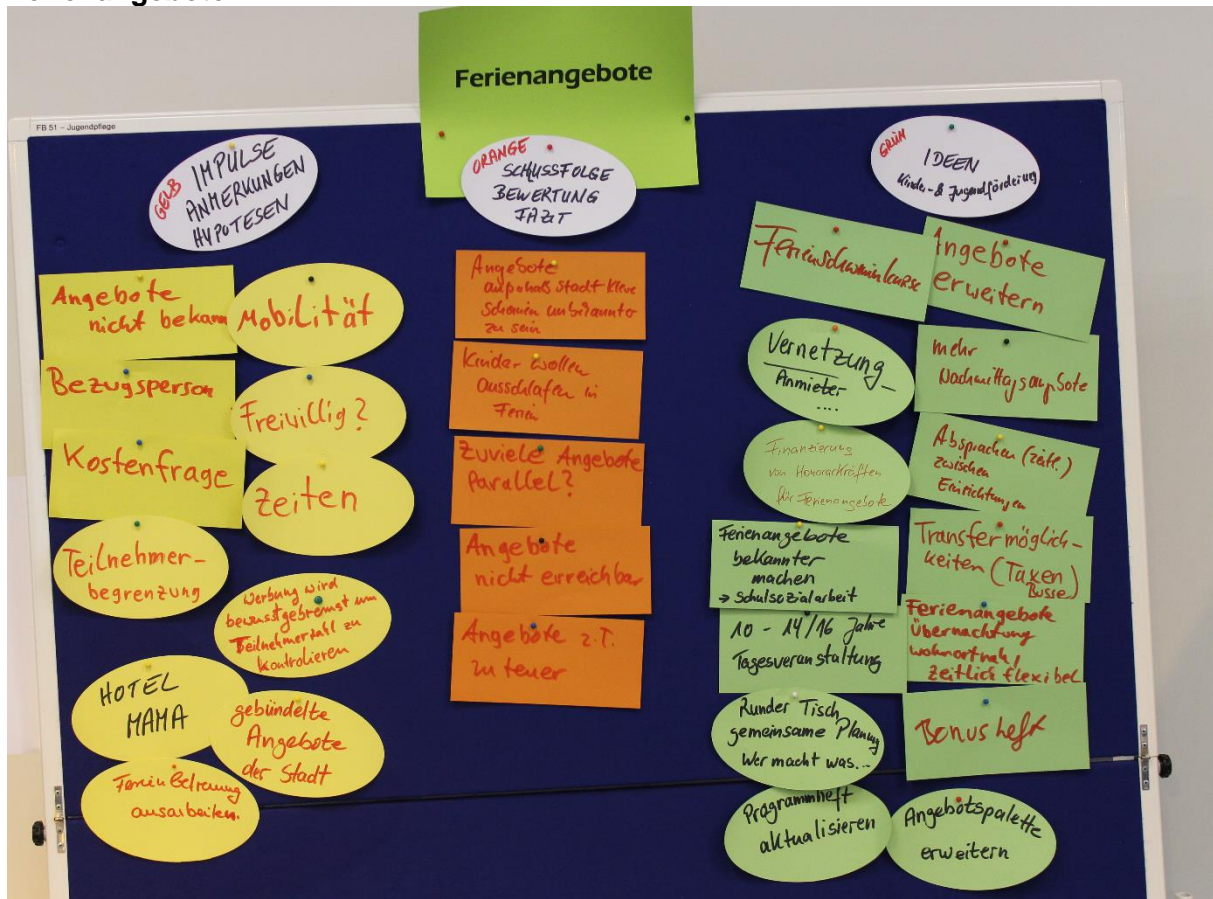 Ferienangebote
FB 51 – Jugendpflege
GELB
IMPULSE
ANMERKUNGEN
HYPOTESEN
Angebote
nicht bekann
Mobilität
Bezugsperson
Freiwillig?
Kostenfrage
Zeiten
Teilnehmer-
begrenzung
Werbung wird
bewusst gebremst um
Teilnehmerzahl zu
kontrolieren
HOTEL
MAMA
gebündelte
Angebote
der Stadt
Ferien Betreuung
ausarbeiten.
ORANGE
SCHUSSFOLGE
BEWERTUNG
FAZIT
Angebote
außerhalb Stadt Kleve
scheinen unbekannter
zu sein
Kinder wollen
ausschlafen in
Ferien
Zuviele Angebote
Parallel?
Angebote
nicht erreichbar
Angebote z.T.
zu teuer
GRÜN
IDEEN
Kinder- & Jugendförderung
Ferienschwimmkurse
Angebote
erweitern
Vernetzung
Anmieter
....
mehr
Nachmittagsangebote
Finanzierung
von Honorarkräften
für Ferienangebote
Absprachen (zeitl.)
zwischen
Einrichtungen
Ferienangebote
bekannter
machen
→ Schulsozialarbeit
Transfermöglich-
keiten (Taxen
Busse)
10 - 14/16 Jahre
Tagesveranstaltung
Ferienangebote
Übernachtung
wohnortnah,
zeitlich flexibel
Runder Tisch
gemeinsame Planung
Wer macht was...
Bonusheft
Programmheft
aktualisieren
Angebotspalette
erweitern